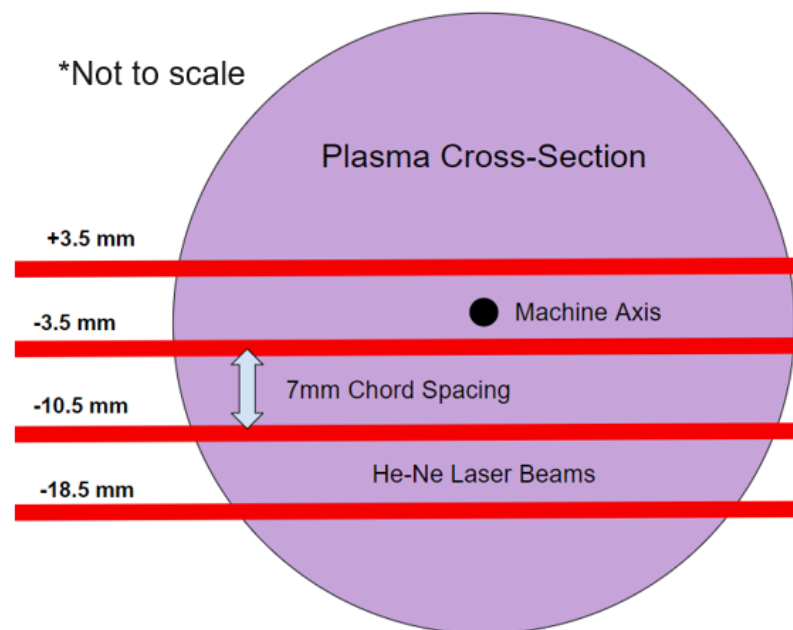 *Not to scale
Plasma Cross-Section
+3.5 mm
Machine Axis
-3.5 mm
7mm Chord Spacing
-10.5 mm
He-Ne Laser Beams
-18.5 mm